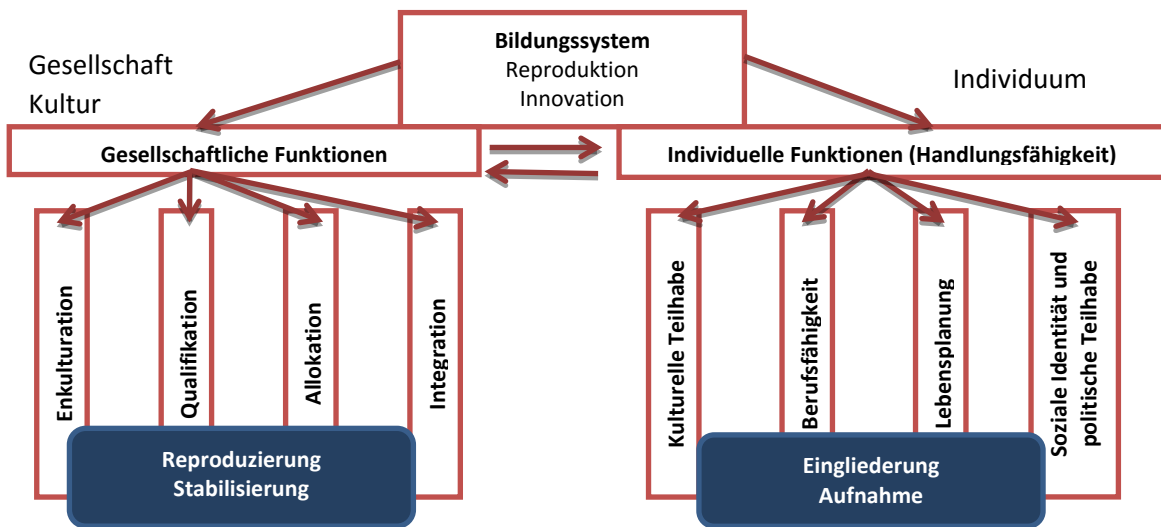 Bildungssystem
Reproduktion
Innovation
Gesellschaft
Kultur
Individuum
Gesellschaftliche Funktionen
Individuelle Funktionen (Handlungsfähigkeit)
Enkulturation
Qualifikation
Allokation
Integration
Kulturelle Teilhabe
Berufsfähigkeit
Lebensplanung
Soziale Identität und
politische Teilhabe
Reproduzierung
Stabilisierung
Eingliederung
Aufnahme